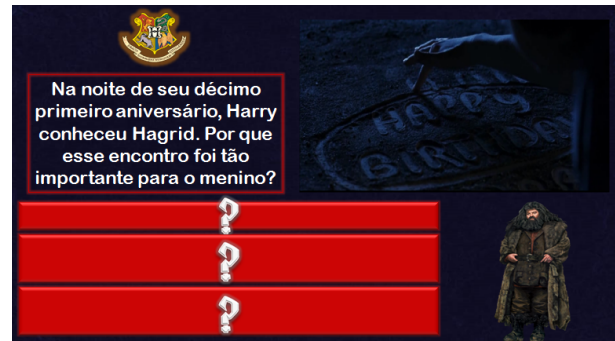 Na noite de seu décimo
primeiro aniversário, Harry
conheceu Hagrid. Por que
esse encontro foi tão
importante para o menino?
HAPPY
BIRTHDAY
?
?
?